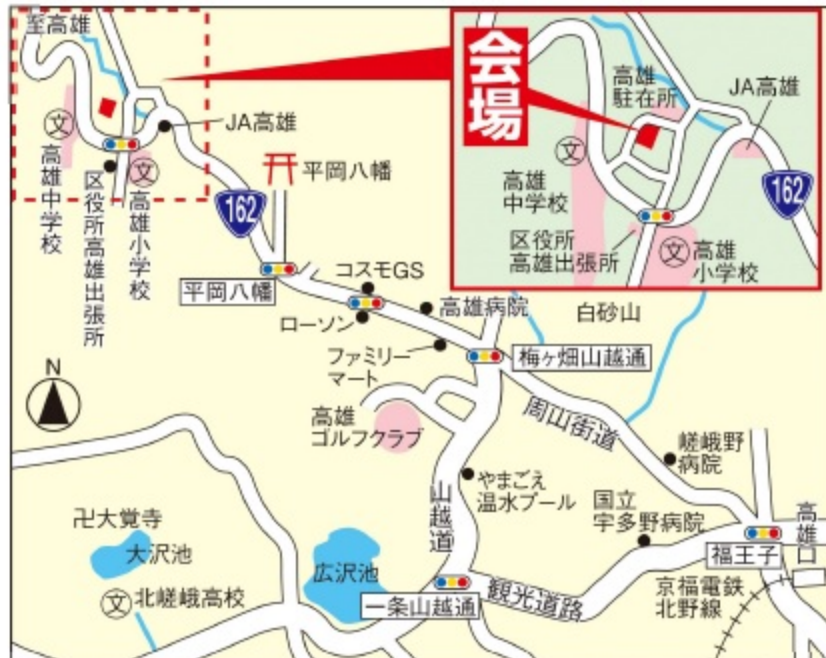 至高雄
JA高雄
文
高雄中学校
区役所高雄出張所
文
高雄小学校
162
平岡八幡
平岡八幡
コスモGS
ローソン
高雄病院
ファミリー
マート
梅ヶ畑山越通
白砂山
高雄
ゴルフクラブ
周山街道
嵯峨野
病院
やまごえ
温水プール
山越道
国立
宇多野病院
高雄口
福王子
京福電鉄
北野線
卍大覚寺
大沢池
広沢池
文
北嵯峨高校
一条山越通
観光道路
N
会場
高雄
駐在所
JA高雄
文
高雄
中学校
162
区役所
高雄出張所
文
高雄
小学校